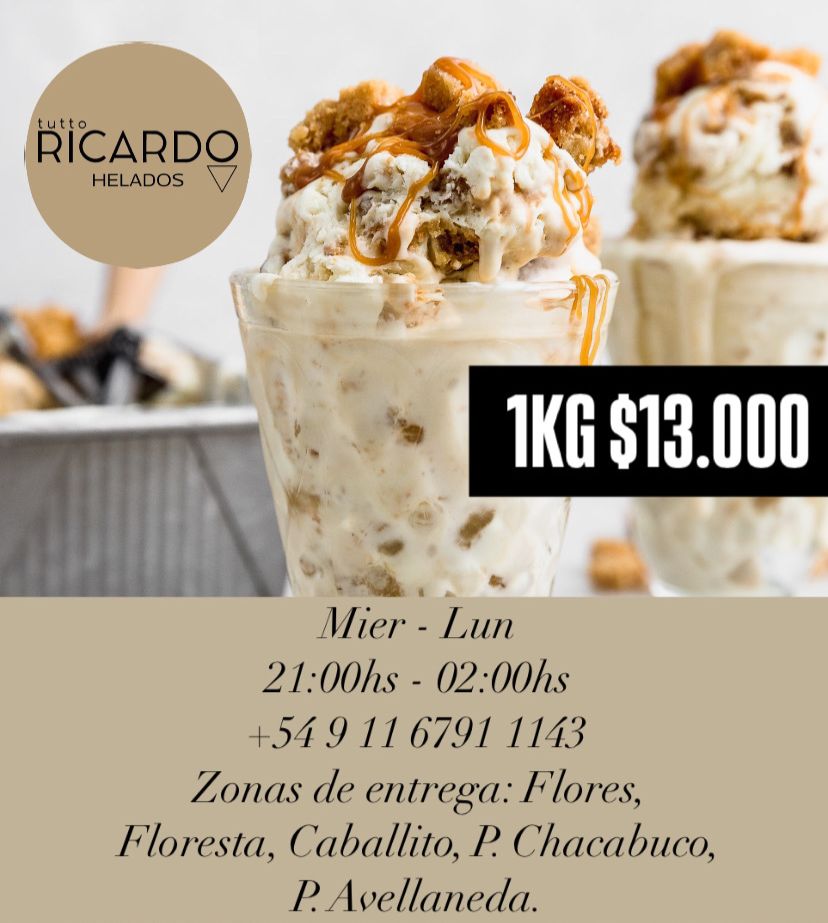 tutto
RICARDO
HELADOS
1KG $13.000
Mier - Lun
21:00hs - 02:00hs
+54 9 11 6791 1143
Zonas de entrega: Flores,
Floresta, Caballito, P. Chacabuco,
P. Avellaneda.